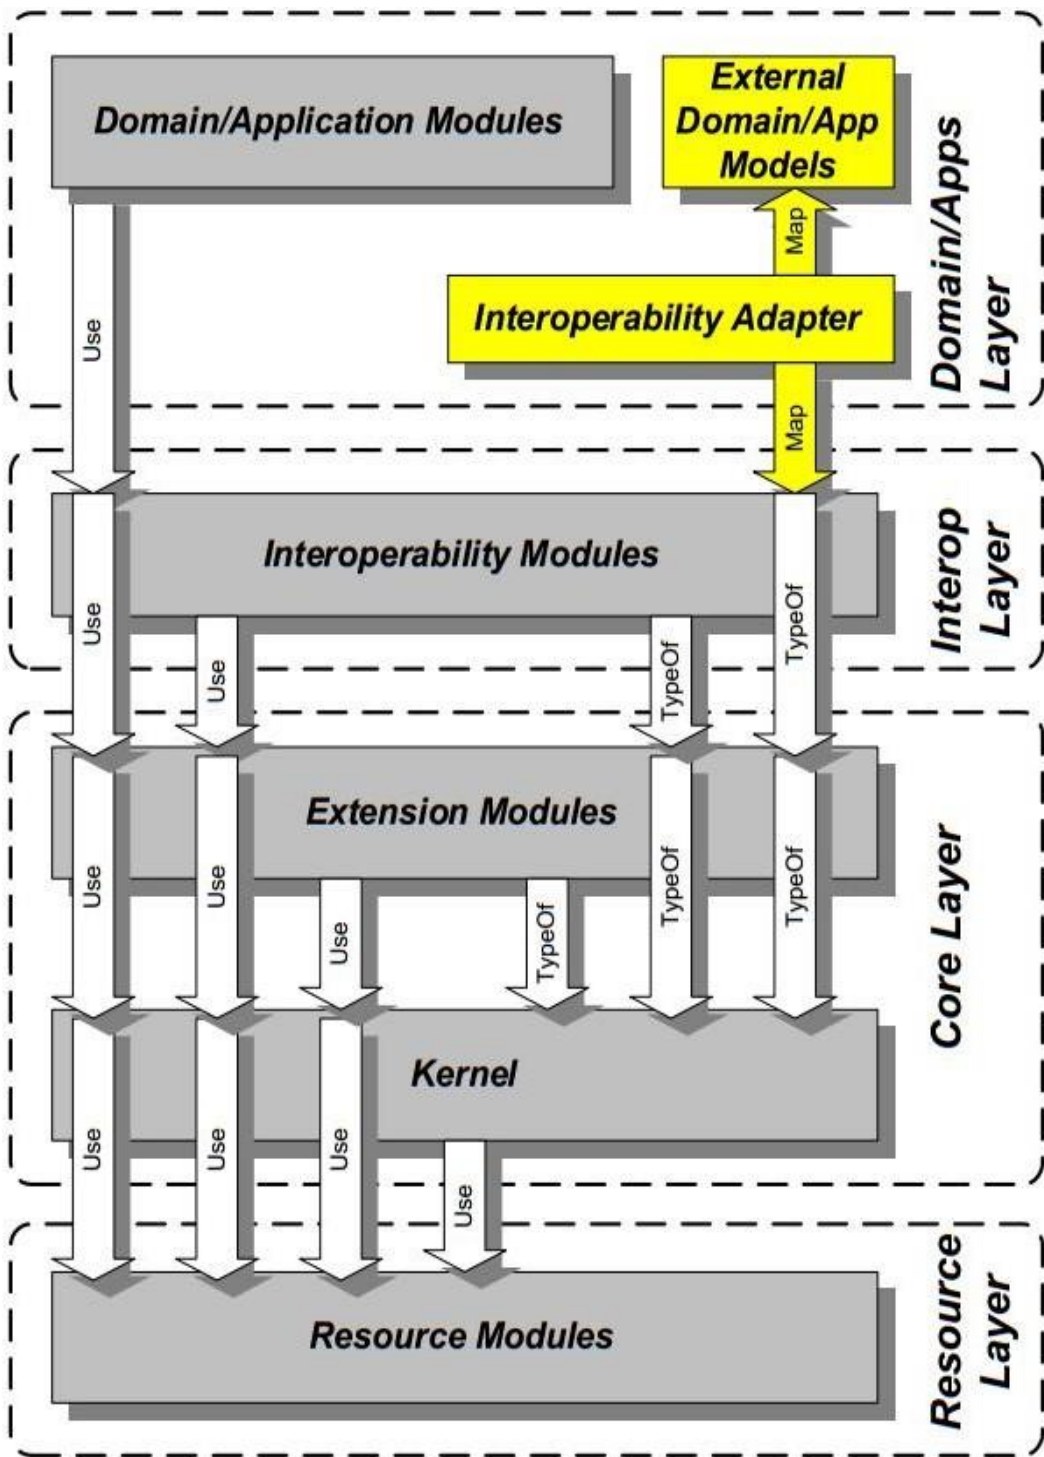 Domain/Application Modules
External
Domain/App
Models
Map
Interoperability Adapter
Map
Use
Domain/Apps
Layer
Interoperability Modules
Use
Use
TypeOf
TypeOf
Interop
Layer
Extension Modules
Use
Use
Use
TypeOf
TypeOf
TypeOf
Core Layer
Kernel
Use
Use
Use
Use
Resource Modules
Resource
Layer